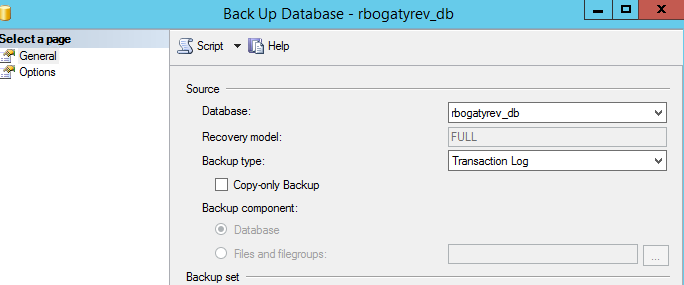 Back Up Database - rbogatyrev_db
Select a page
General
Options
Script
Help
Source
Database:
rbogatyrev_db
Recovery model:
FULL
Backup type:
Transaction Log
Copy-only Backup
Backup component:
Database
Files and filegroups:
...
Backup set